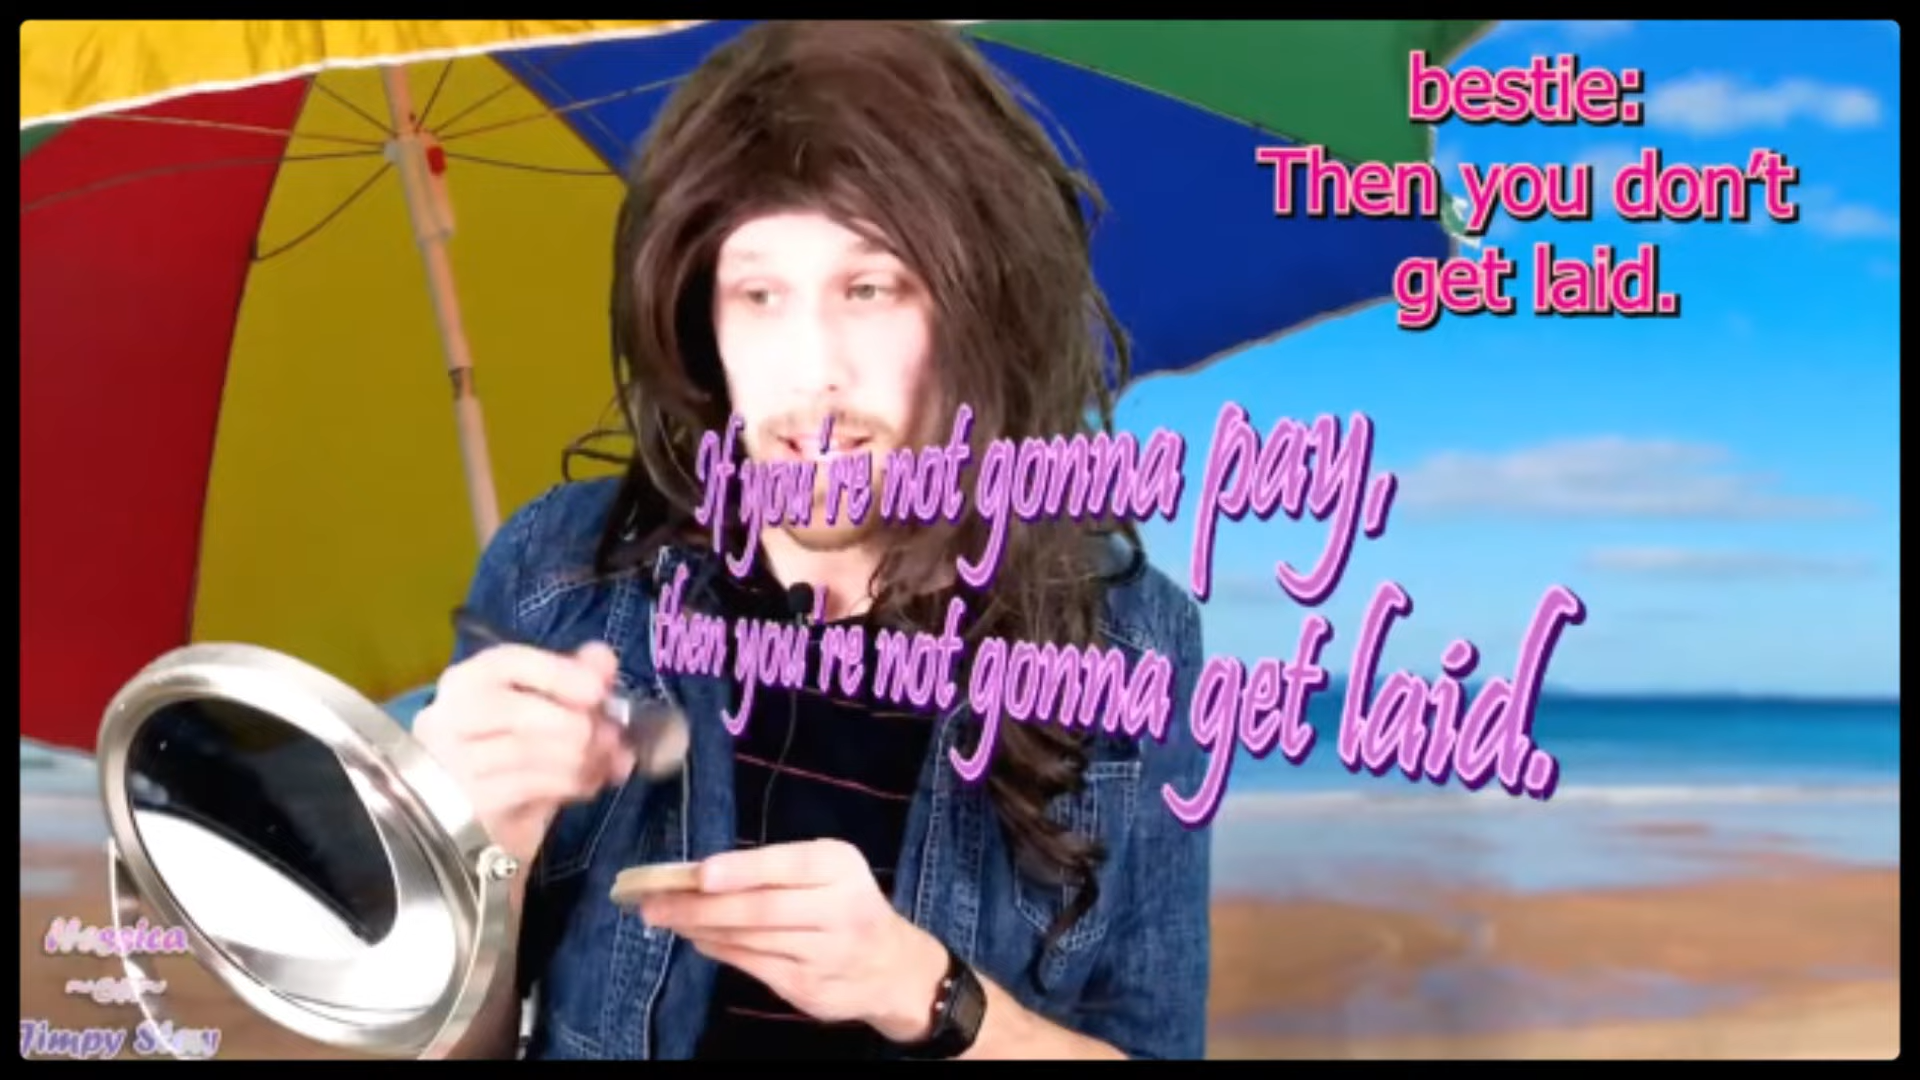 bestie:
Then you don't
get laid.
If you're not gonna pay,
then you're not gonna get laid.